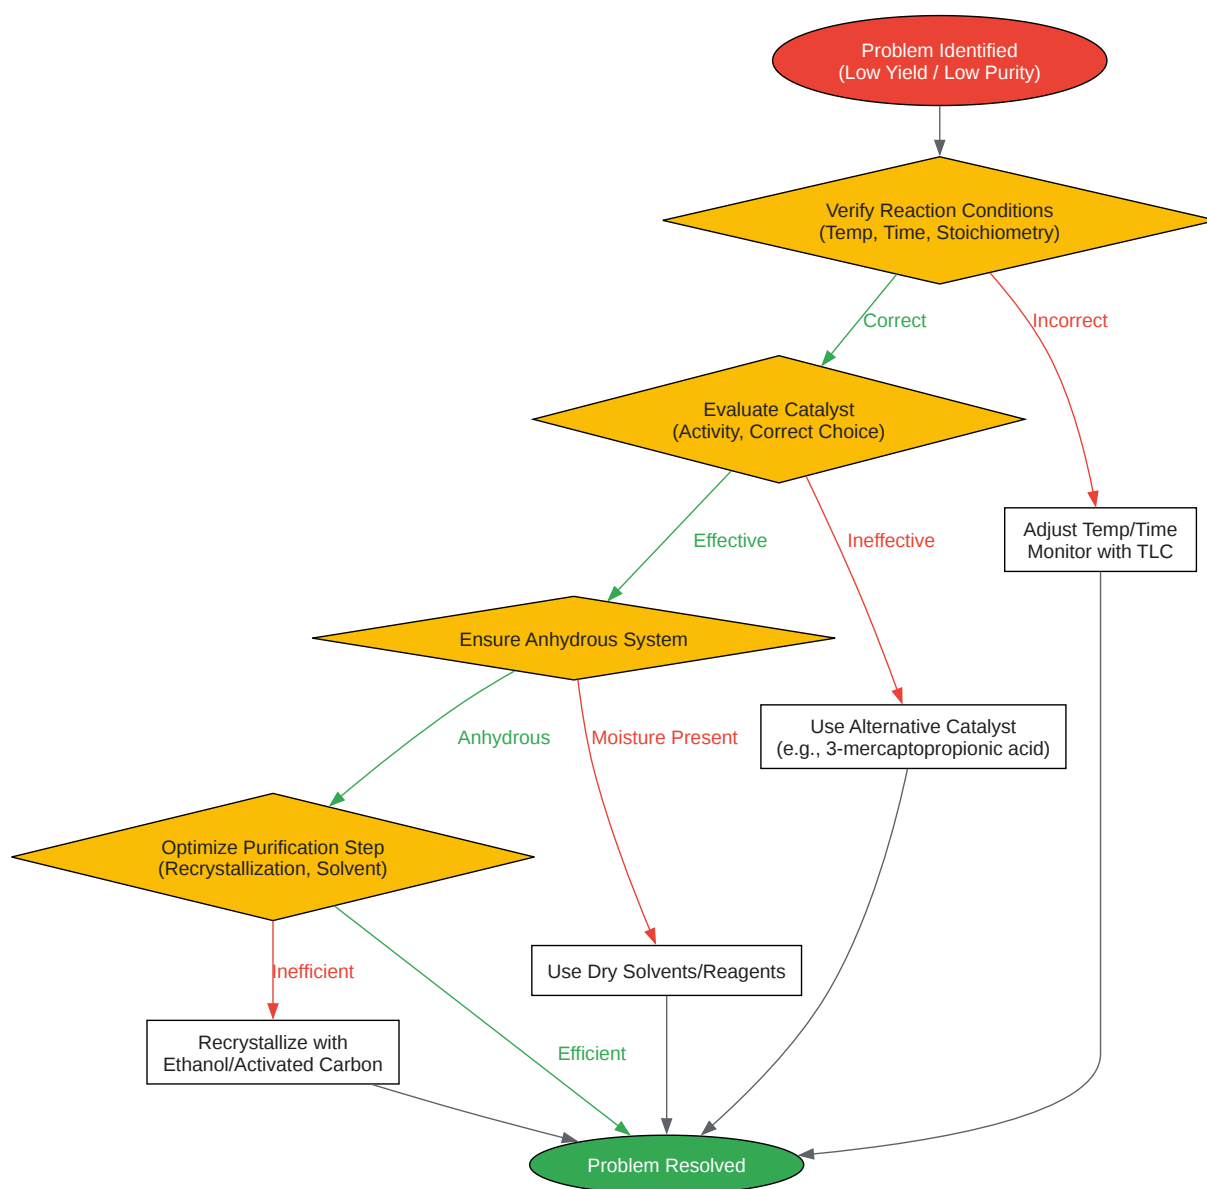 Problem Identified
(Low Yield / Low Purity)
Verify Reaction Conditions
(Temp, Time, Stoichiometry)
Correct
Incorrect
Evaluate Catalyst
(Activity, Correct Choice)
Adjust Temp/Time
Monitor with TLC
Effective
Ineffective
Ensure Anhydrous System
Use Alternative Catalyst
(e.g., 3-mercaptopropionic acid)
Anhydrous
Moisture Present
Optimize Purification Step
(Recrystallization, Solvent)
Use Dry Solvents/Reagents
Inefficient
Recrystallize with
Ethanol/Activated Carbon
Efficient
Problem Resolved